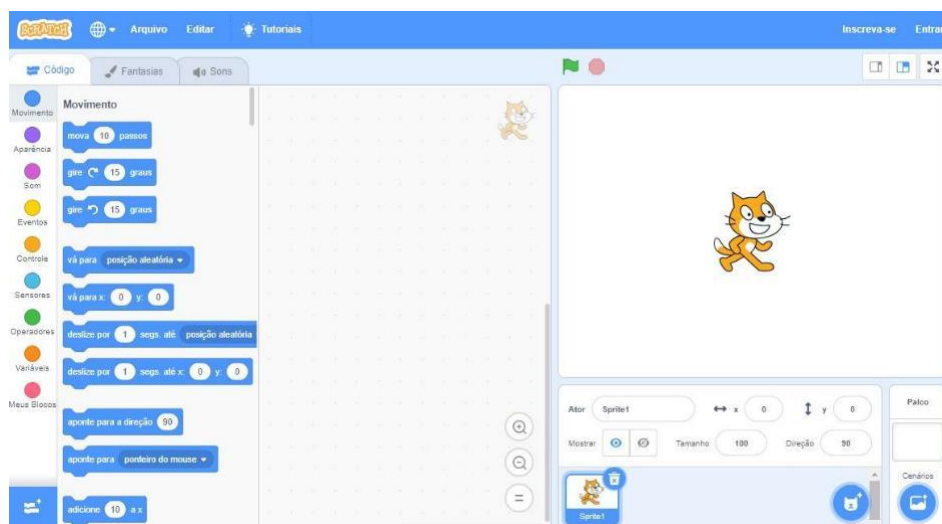 SCRATCH Arquivo Editar Tutoriais Inscreva-se Entrar
Código Fantasias Sons
Movimento
Aparência
Som
Eventos
Controle
Sensores
Operadores
Variáveis
Meus Blocos
Movimento
mova 10 passos
gire 15 graus
gire 15 graus
vá para posição aleatória
vá para x: 0 y: 0
deslize por 1 segs. até posição aleatória
deslize por 1 segs. até x: 0 y: 0
aponte para a direção 90
aponte para ponteiro do mouse
adicione 10 a x
Ator Sprite1 x 0 y 0
Mostrar Tamanho 100 Direção 90
Sprite1
Palco
Cenários